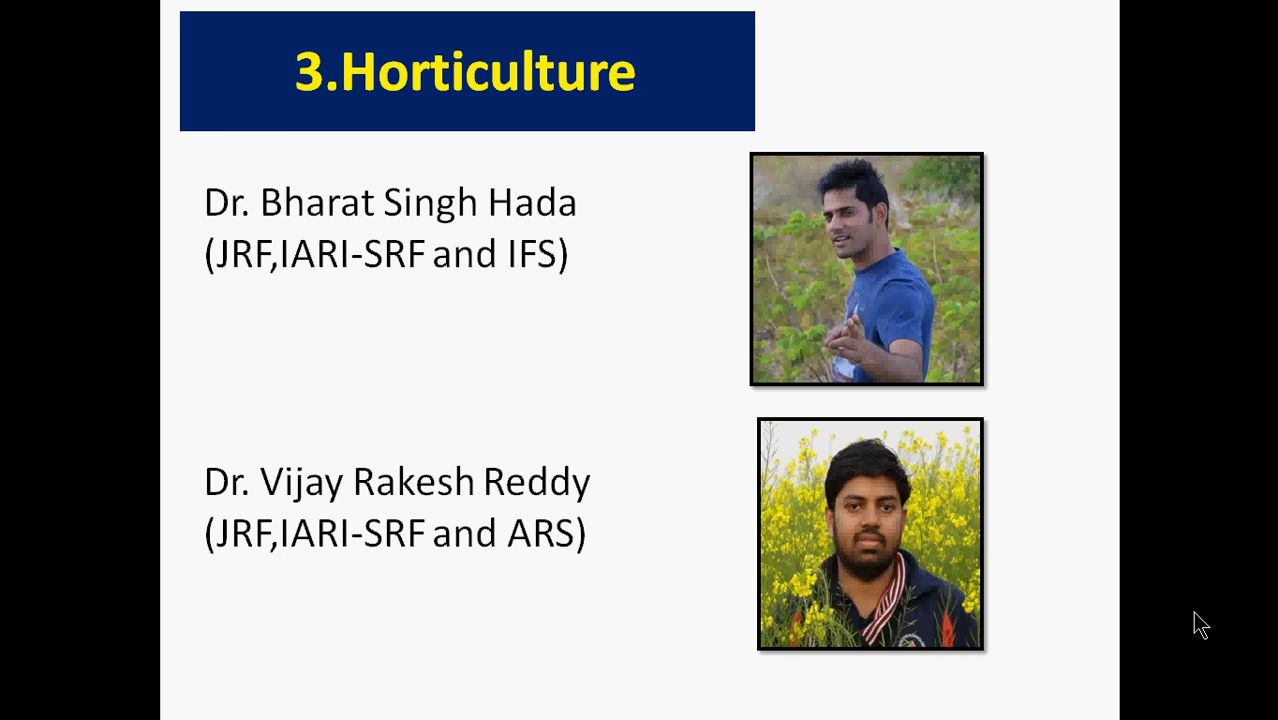 3.Horticulture
Dr. Bharat Singh Hada
(JRF,IARI-SRF and IFS)
Dr. Vijay Rakesh Reddy
(JRF,IARI-SRF and ARS)